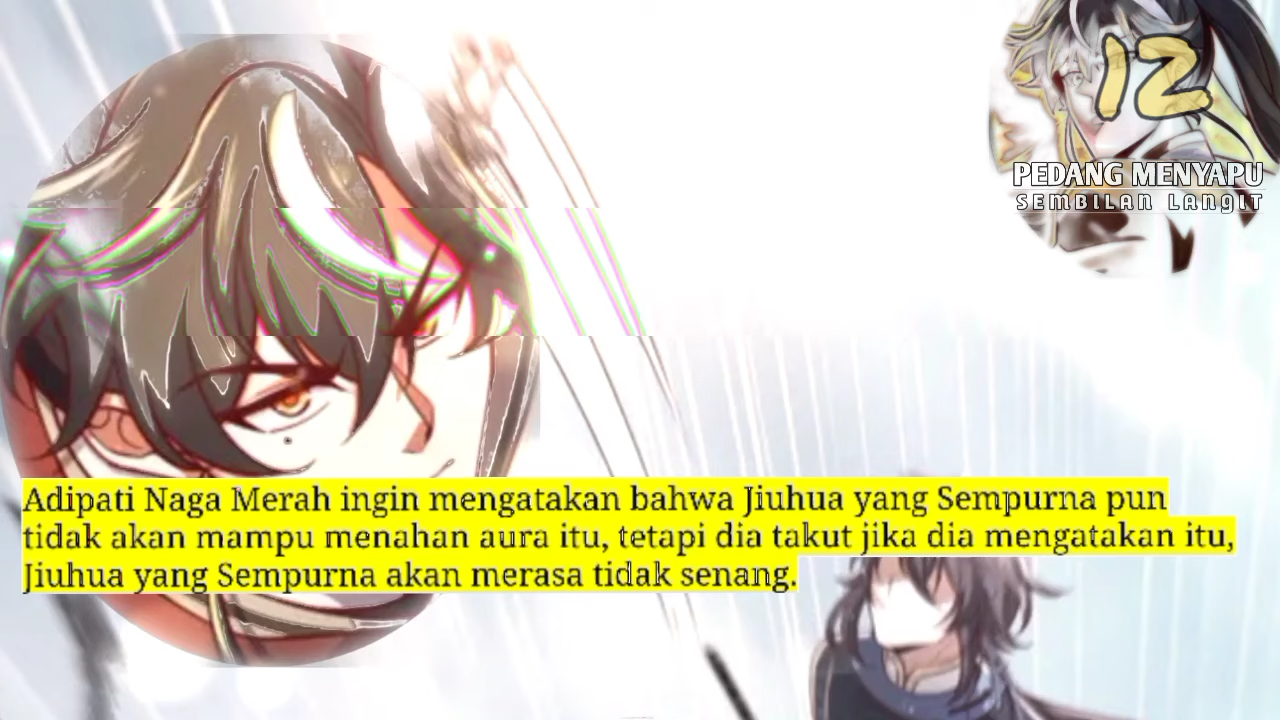 12
PEDANG MENYAPU
SEMBILAN LANGIT
Adipati Naga Merah ingin mengatakan bahwa Jiuhua yang Sempurna pun
tidak akan mampu menahan aura itu, tetapi dia takut jika dia mengatakan itu,
Jiuhua yang Sempurna akan merasa tidak senang.